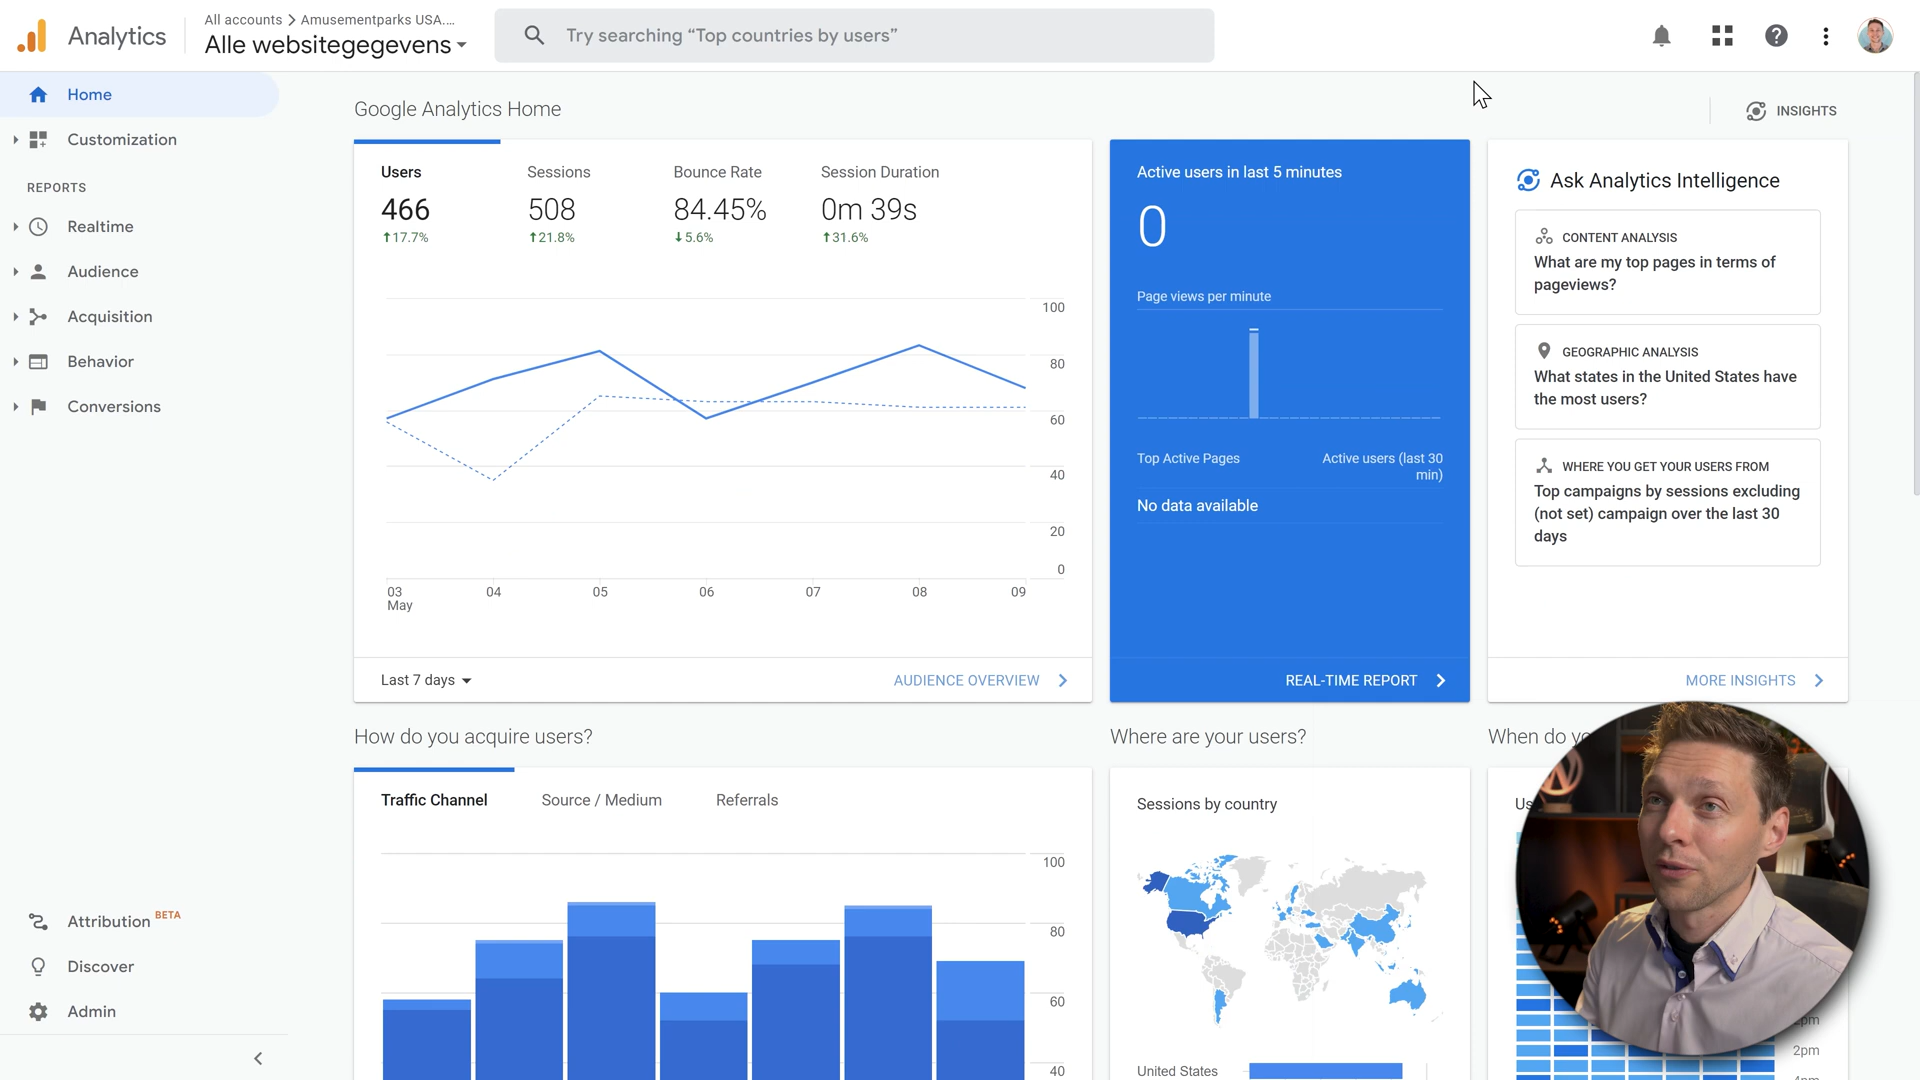 Analytics
All accounts > Amusementparks USA....
Alle websitegegevens
Try searching “Top countries by users”
Home
Customization
REPORTS
Realtime
Audience
Acquisition
Behavior
Conversions
Attribution BETA
Discover
Admin
Google Analytics Home
INSIGHTS
Users
466
17.7%
Sessions
508
21.8%
Bounce Rate
84.45%
5.6%
Session Duration
0m 39s
31.6%
100
80
60
40
20
0
03
May
04
05
06
07
08
09
Last 7 days
AUDIENCE OVERVIEW
Active users in last 5 minutes
0
Page views per minute
Top Active Pages
Active users (last 30
min)
No data available
REAL-TIME REPORT
Ask Analytics Intelligence
CONTENT ANALYSIS
What are my top pages in terms of
pageviews?
GEOGRAPHIC ANALYSIS
What states in the United States have
the most users?
WHERE YOU GET YOUR USERS FROM
Top campaigns by sessions excluding
(not set) campaign over the last 30
days
MORE INSIGHTS
How do you acquire users?
Traffic Channel
Source / Medium
Referrals
100
80
60
40
Where are your users?
Sessions by country
United States
When do yo
Us
2pm